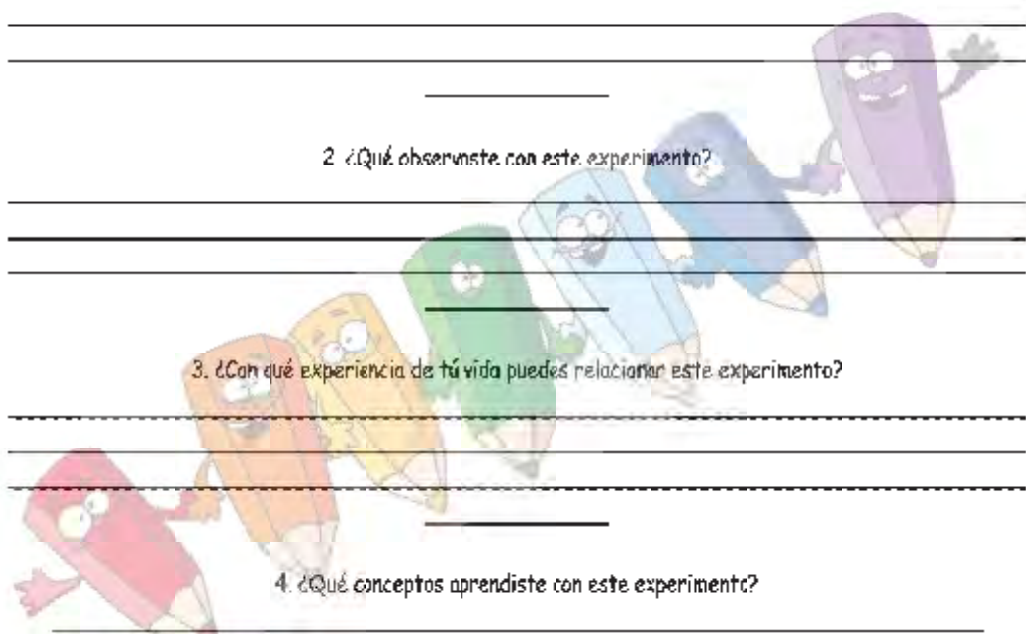 2 ¿Qué observaste con este experimento?
3. ¿Con qué experiencia de tú vida puedes relacionar este experimento?
4. ¿Qué conceptos aprendiste con este experimento?